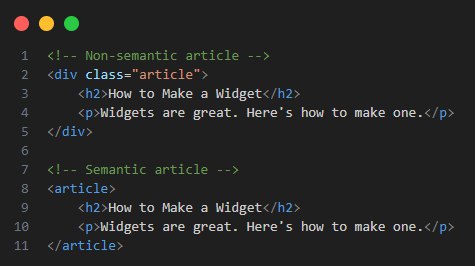 1 <!-- Non-semantic article -->
2 <div class="article">
3     <h2>How to Make a Widget</h2>
4     <p>Widgets are great. Here's how to make one.</p>
5 </div>
6
7 <!-- Semantic article -->
8 <article>
9     <h2>How to Make a Widget</h2>
10     <p>Widgets are great. Here's how to make one.</p>
11 </article>